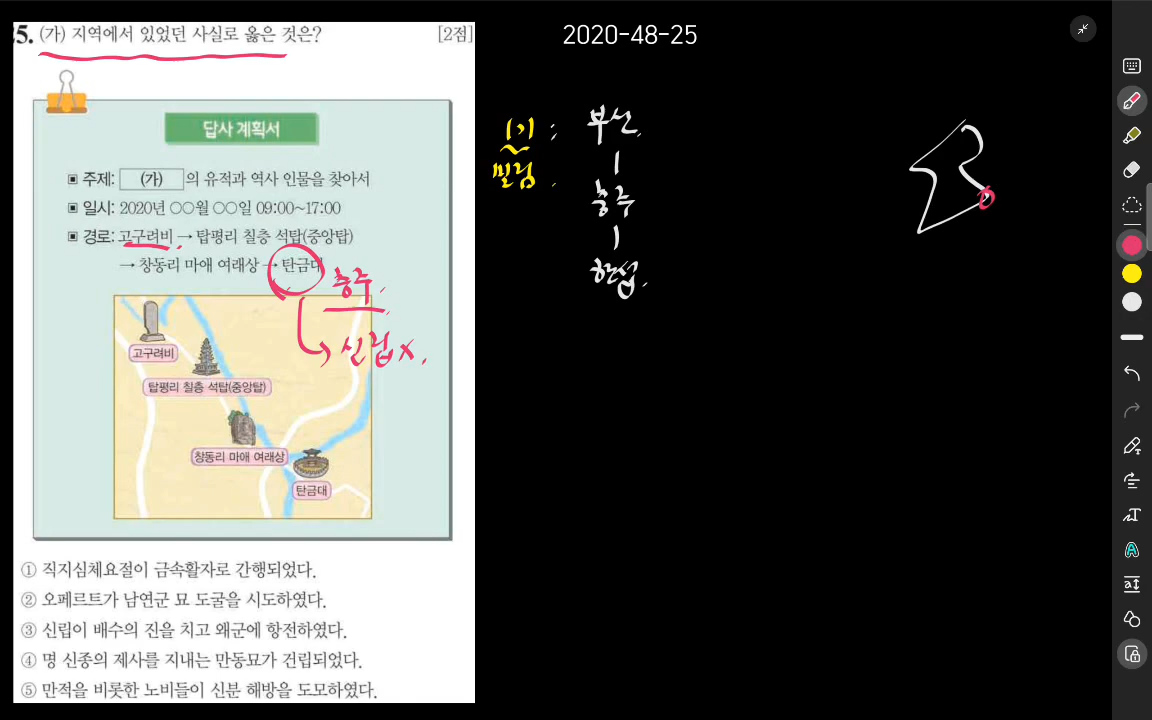 5. (가) 지역에서 있었던 사실로 옳은 것은? [2점]
2020-48-25
답사 계획서
▣ 주제: (가) 의 유적과 역사 인물을 찾아서
▣ 일시: 2020년 ○○월 ○○일 09:00~17:00
▣ 경로: 고구려비 → 탑평리 칠층 석탑(중앙탑)
→ 창동리 마애 여래상 → 탄금대
충주.
신립 X.
고구려비
탑평리 칠층 석탑(중앙탑)
창동리 마애 여래상
탄금대
① 직지심체요절이 금속활자로 간행되었다.
② 오페르트가 남연군 묘 도굴을 시도하였다.
③ 신립이 배수의 진을 치고 왜군에 항전하였다.
④ 명 신종의 제사를 지내는 만동묘가 건립되었다.
⑤ 만적을 비롯한 노비들이 신분 해방을 도모하였다.
부산.
충주